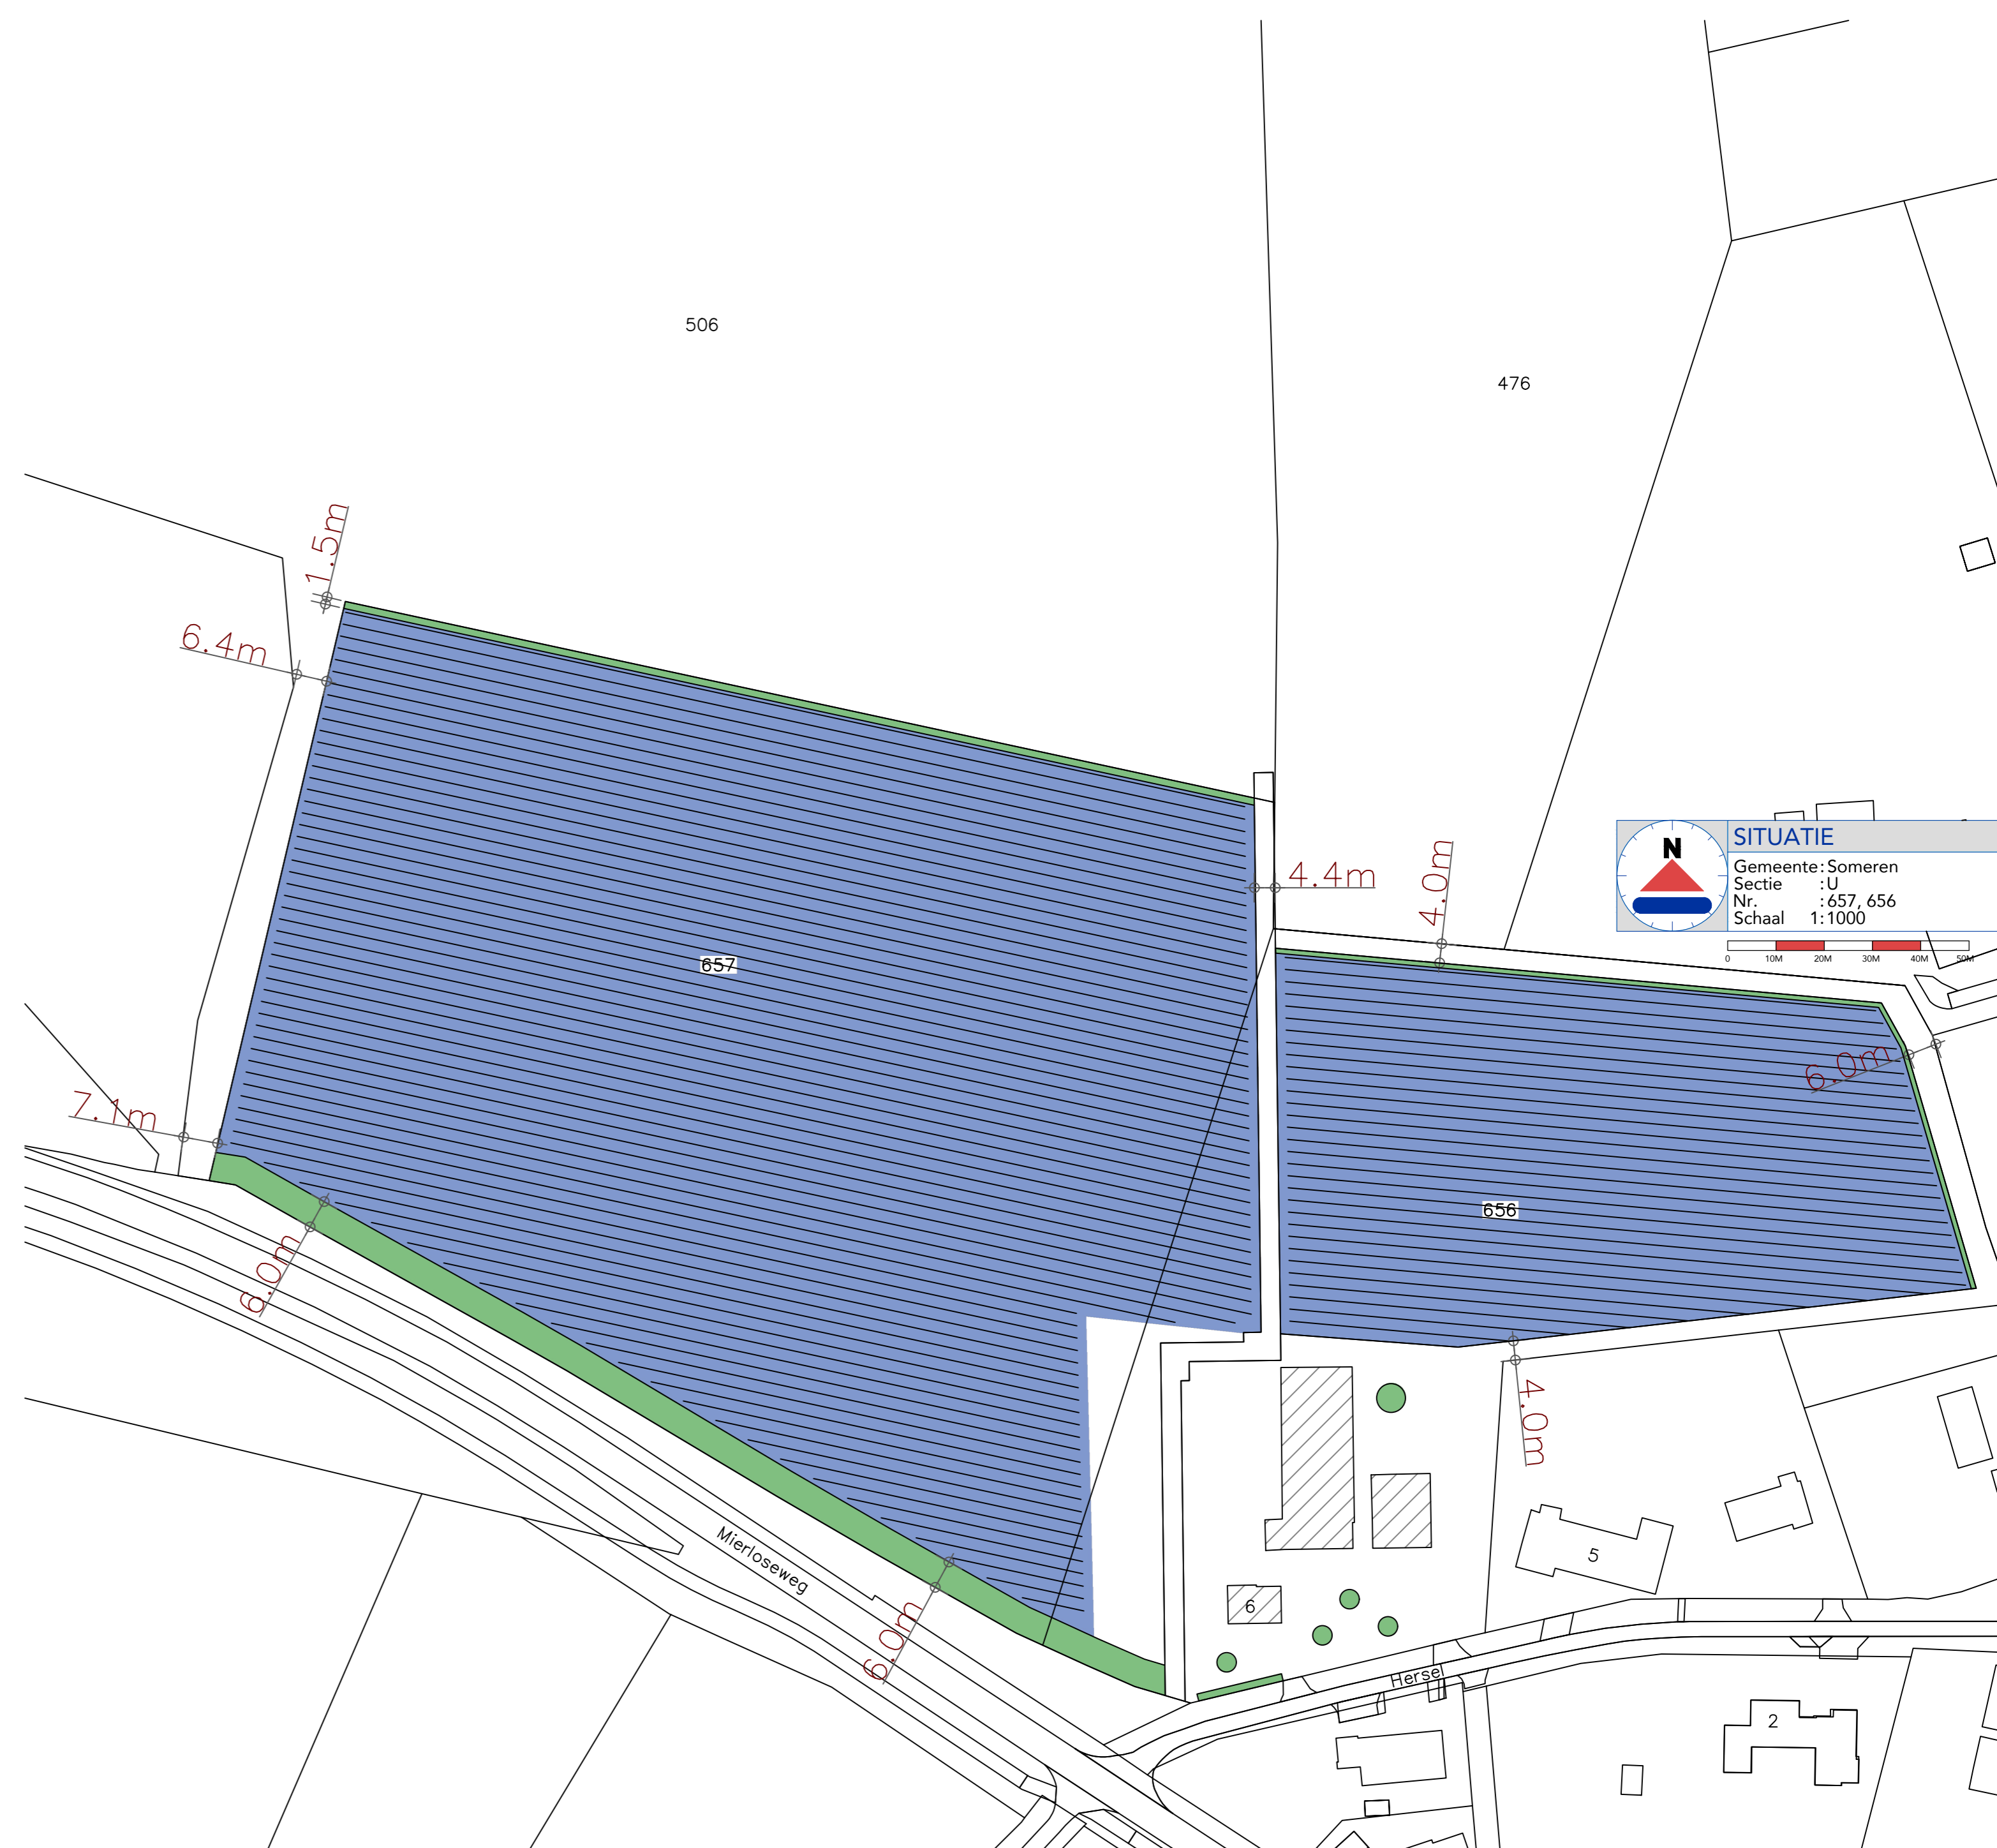 506
476
1.5m
6.4m
N
SITUATIE
Gemeente: Someren
Sectie : U
Nr. : 657, 656
Schaal 1: 1000
0 10M 20M 30M 40M 50M
4.4m
4.0m
657
6.0m
7.1m
656
6.0m
4.0m
Mierloseweg
5
6
6.0m
Hersel
2